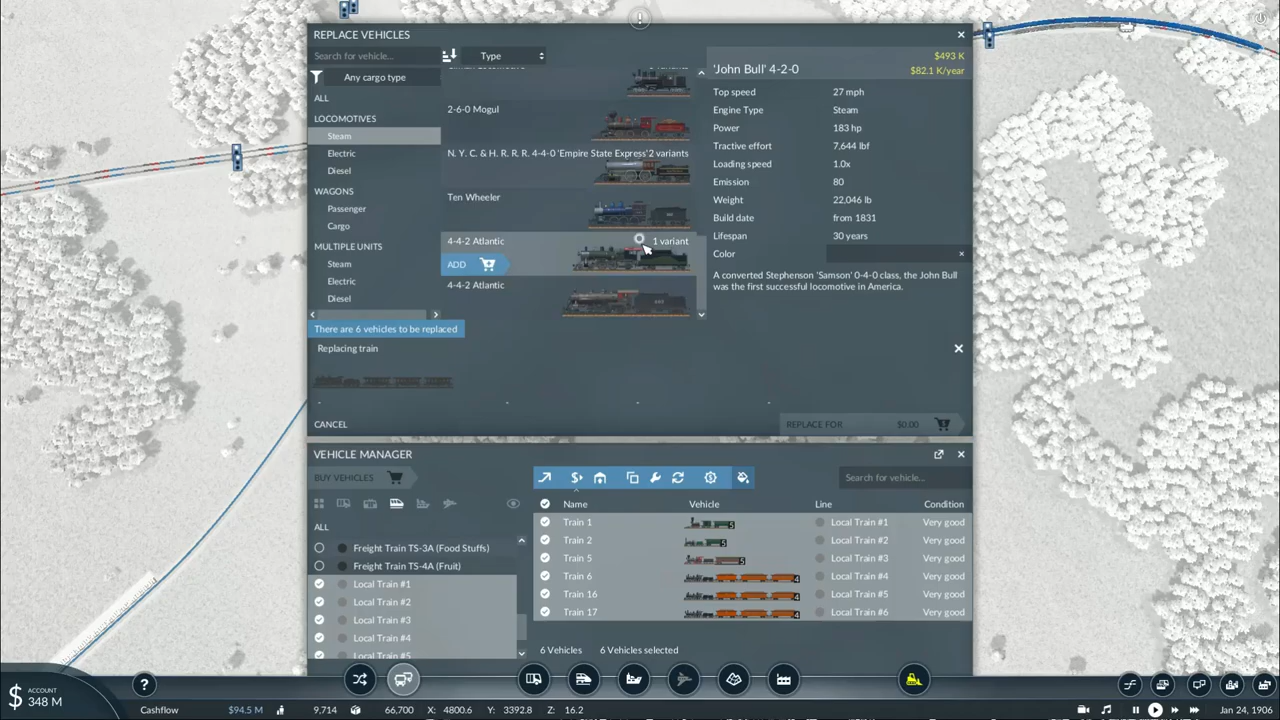 REPLACE VEHICLES
Search for vehicle...
Type
Any cargo type
ALL
LOCOMOTIVES
Steam
Electric
Diesel
WAGONS
Passenger
Cargo
MULTIPLE UNITS
Steam
Electric
Diesel
2-6-0 Mogul
N. Y. C. & H. R. R. R. 4-4-0 'Empire State Express' 2 variants
Ten Wheeler
4-4-2 Atlantic 1 variant
ADD
4-4-2 Atlantic
$493 K
'John Bull' 4-2-0 $82.1 K/year
Top speed 27 mph
Engine Type Steam
Power 183 hp
Tractive effort 7,644 lbf
Loading speed 1.0x
Emission 80
Weight 22,046 lb
Build date from 1831
Lifespan 30 years
Color
A converted Stephenson 'Samson' 0-4-0 class, the John Bull
was the first successful locomotive in America.
There are 6 vehicles to be replaced
Replacing train
CANCEL
REPLACE FOR $0.00
VEHICLE MANAGER
BUY VEHICLES
Search for vehicle...
ALL
Freight Train TS-3A (Food Stuffs)
Freight Train TS-4A (Fruit)
Local Train #1
Local Train #2
Local Train #3
Local Train #4
Local Train #5
Name Vehicle Line Condition
Train 1 5 Local Train #1 Very good
Train 2 5 Local Train #2 Very good
Train 5 5 Local Train #3 Very good
Train 6 4 Local Train #4 Very good
Train 16 4 Local Train #5 Very good
Train 17 4 Local Train #6 Very good
6 Vehicles 6 Vehicles selected
$ ACCOUNT
348 M
?
Cashflow $94.5 M 9,714 66,700 X: 4800.6 Y: 3392.8 Z: 16.2 Jan 24, 1906